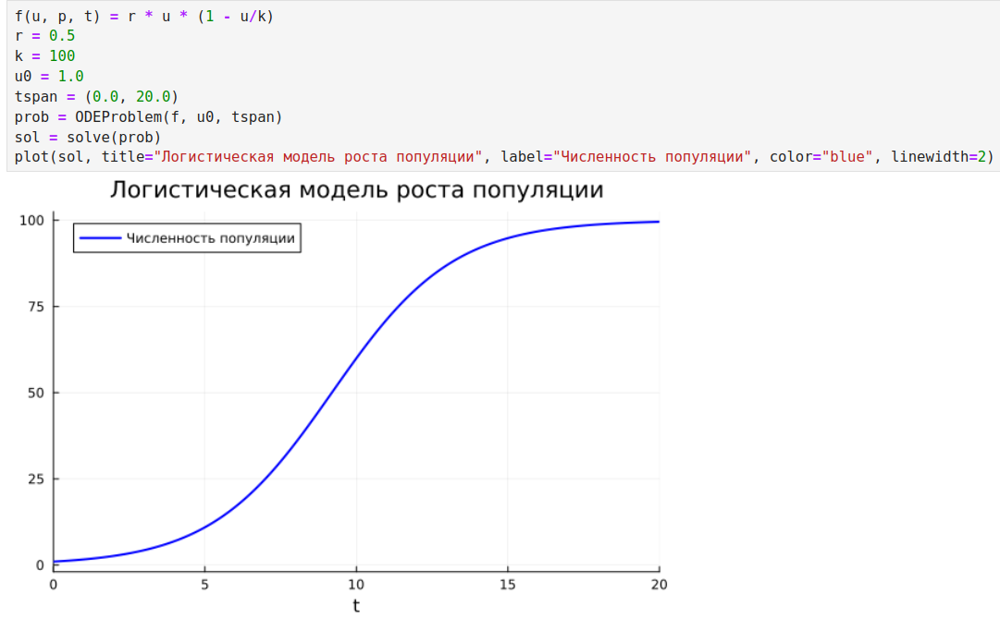 f(u, p, t) = r * u * (1 - u/k)
r = 0.5
k = 100
u0 = 1.0
tspan = (0.0, 20.0)
prob = ODEProblem(f, u0, tspan)
sol = solve(prob)
plot(sol, title="Логистическая модель роста популяции", label="Численность популяции", color="blue", linewidth=2)
Логистическая модель роста популяции
Численность популяции
100
75
50
25
0
0 5 10 15 20
t